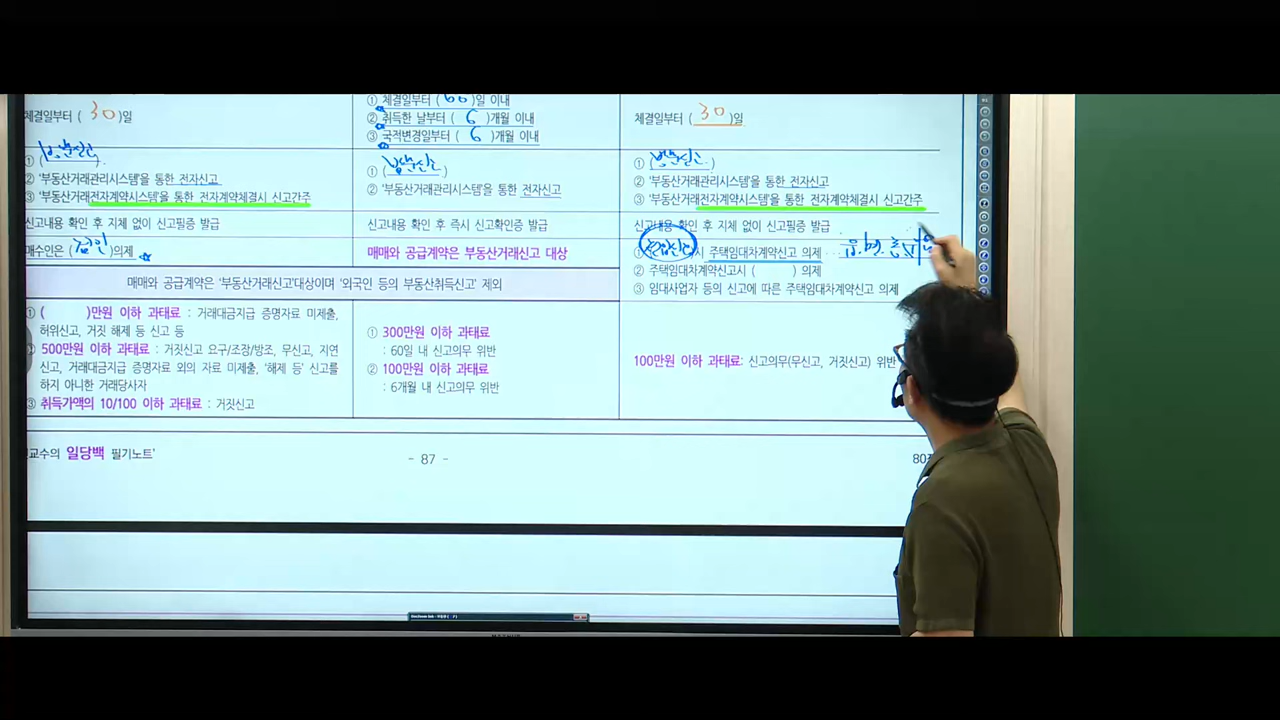 체결일부터 ( 30 )일
① 체결일부터 ( 60 )일 이내
② 취득한 날부터 ( 6 )개월 이내
③ 국적변경일부터 ( 6 )개월 이내
체결일부터 ( 30 )일
① (방문신고)
② '부동산거래관리시스템'을 통한 전자신고
③ '부동산거래전자계약시스템'을 통한 전자계약체결시 신고간주
① (방문신고)
② '부동산거래관리시스템'을 통한 전자신고
① (방문신고)
② '부동산거래관리시스템'을 통한 전자신고
③ '부동산거래전자계약시스템'을 통한 전자계약체결시 신고간주
신고내용 확인 후 지체 없이 신고필증 발급
신고내용 확인 후 즉시 신고확인증 발급
신고내용 확인 후 지체 없이 신고필증 발급
매수인은 (검인)의제
매매와 공급계약은 부동산거래신고 대상
① (전입신고)시 주택임대차계약신고 의제
② 주택임대차계약신고시 ( ) 의제
③ 임대사업자 등의 신고에 따른 주택임대차계약신고 의제
매매와 공급계약은 '부동산거래신고'대상이며 '외국인 등의 부동산취득신고' 제외
① ( )만원 이하 과태료 : 거래대금지급 증명자료 미제출,
허위신고, 거짓 해제 등 신고 등
500만원 이하 과태료 : 거짓신고 요구/조장/방조, 무신고, 지연
신고, 거래대금지급 증명자료 외의 자료 미제출, '해제 등' 신고를
하지 아니한 거래당사자
③ 취득가액의 10/100 이하 과태료 : 거짓신고
① 300만원 이하 과태료
: 60일 내 신고의무 위반
② 100만원 이하 과태료
: 6개월 내 신고의무 위반
100만원 이하 과태료: 신고의무(무신고, 거짓신고) 위반
교수의 일당백 필기노트'
- 87 -